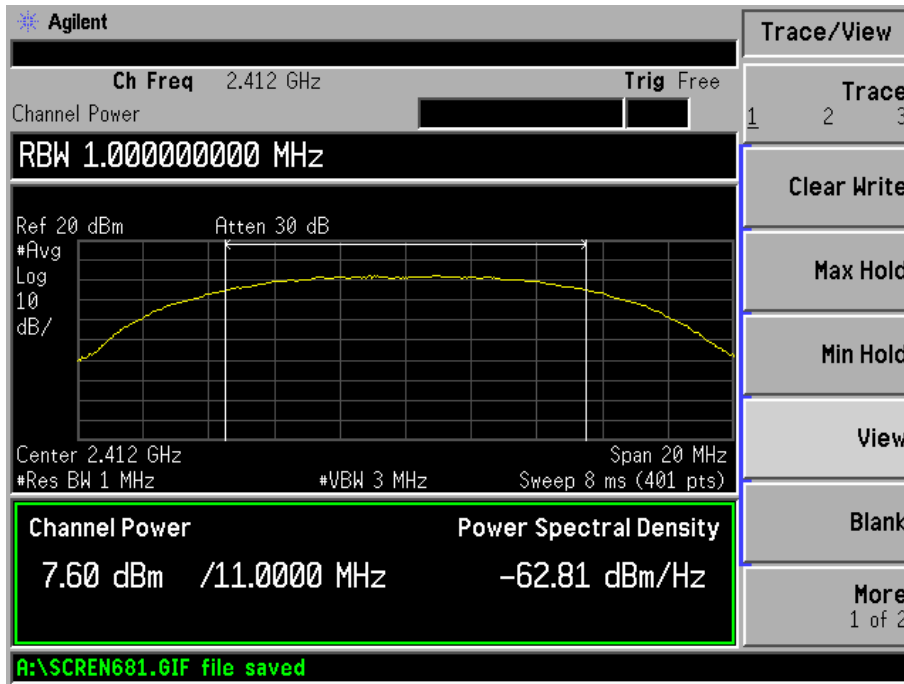 Agilent
Trace/View
Ch Freq 2.412 GHz Trig Free
Channel Power
Trace
1 2 3
RBW 1.000000000 MHz
Clear Write
Ref 20 dBm Atten 30 dB
#Avg
Log
10
dB/
Max Hold
Min Hold
View
Center 2.412 GHz Span 20 MHz
#Res BW 1 MHz #VBW 3 MHz Sweep 8 ms (401 pts)
Channel Power Power Spectral Density
7.60 dBm /11.0000 MHz -62.81 dBm/Hz
Blank
More
1 of 2
A:\SCREN681.GIF file saved